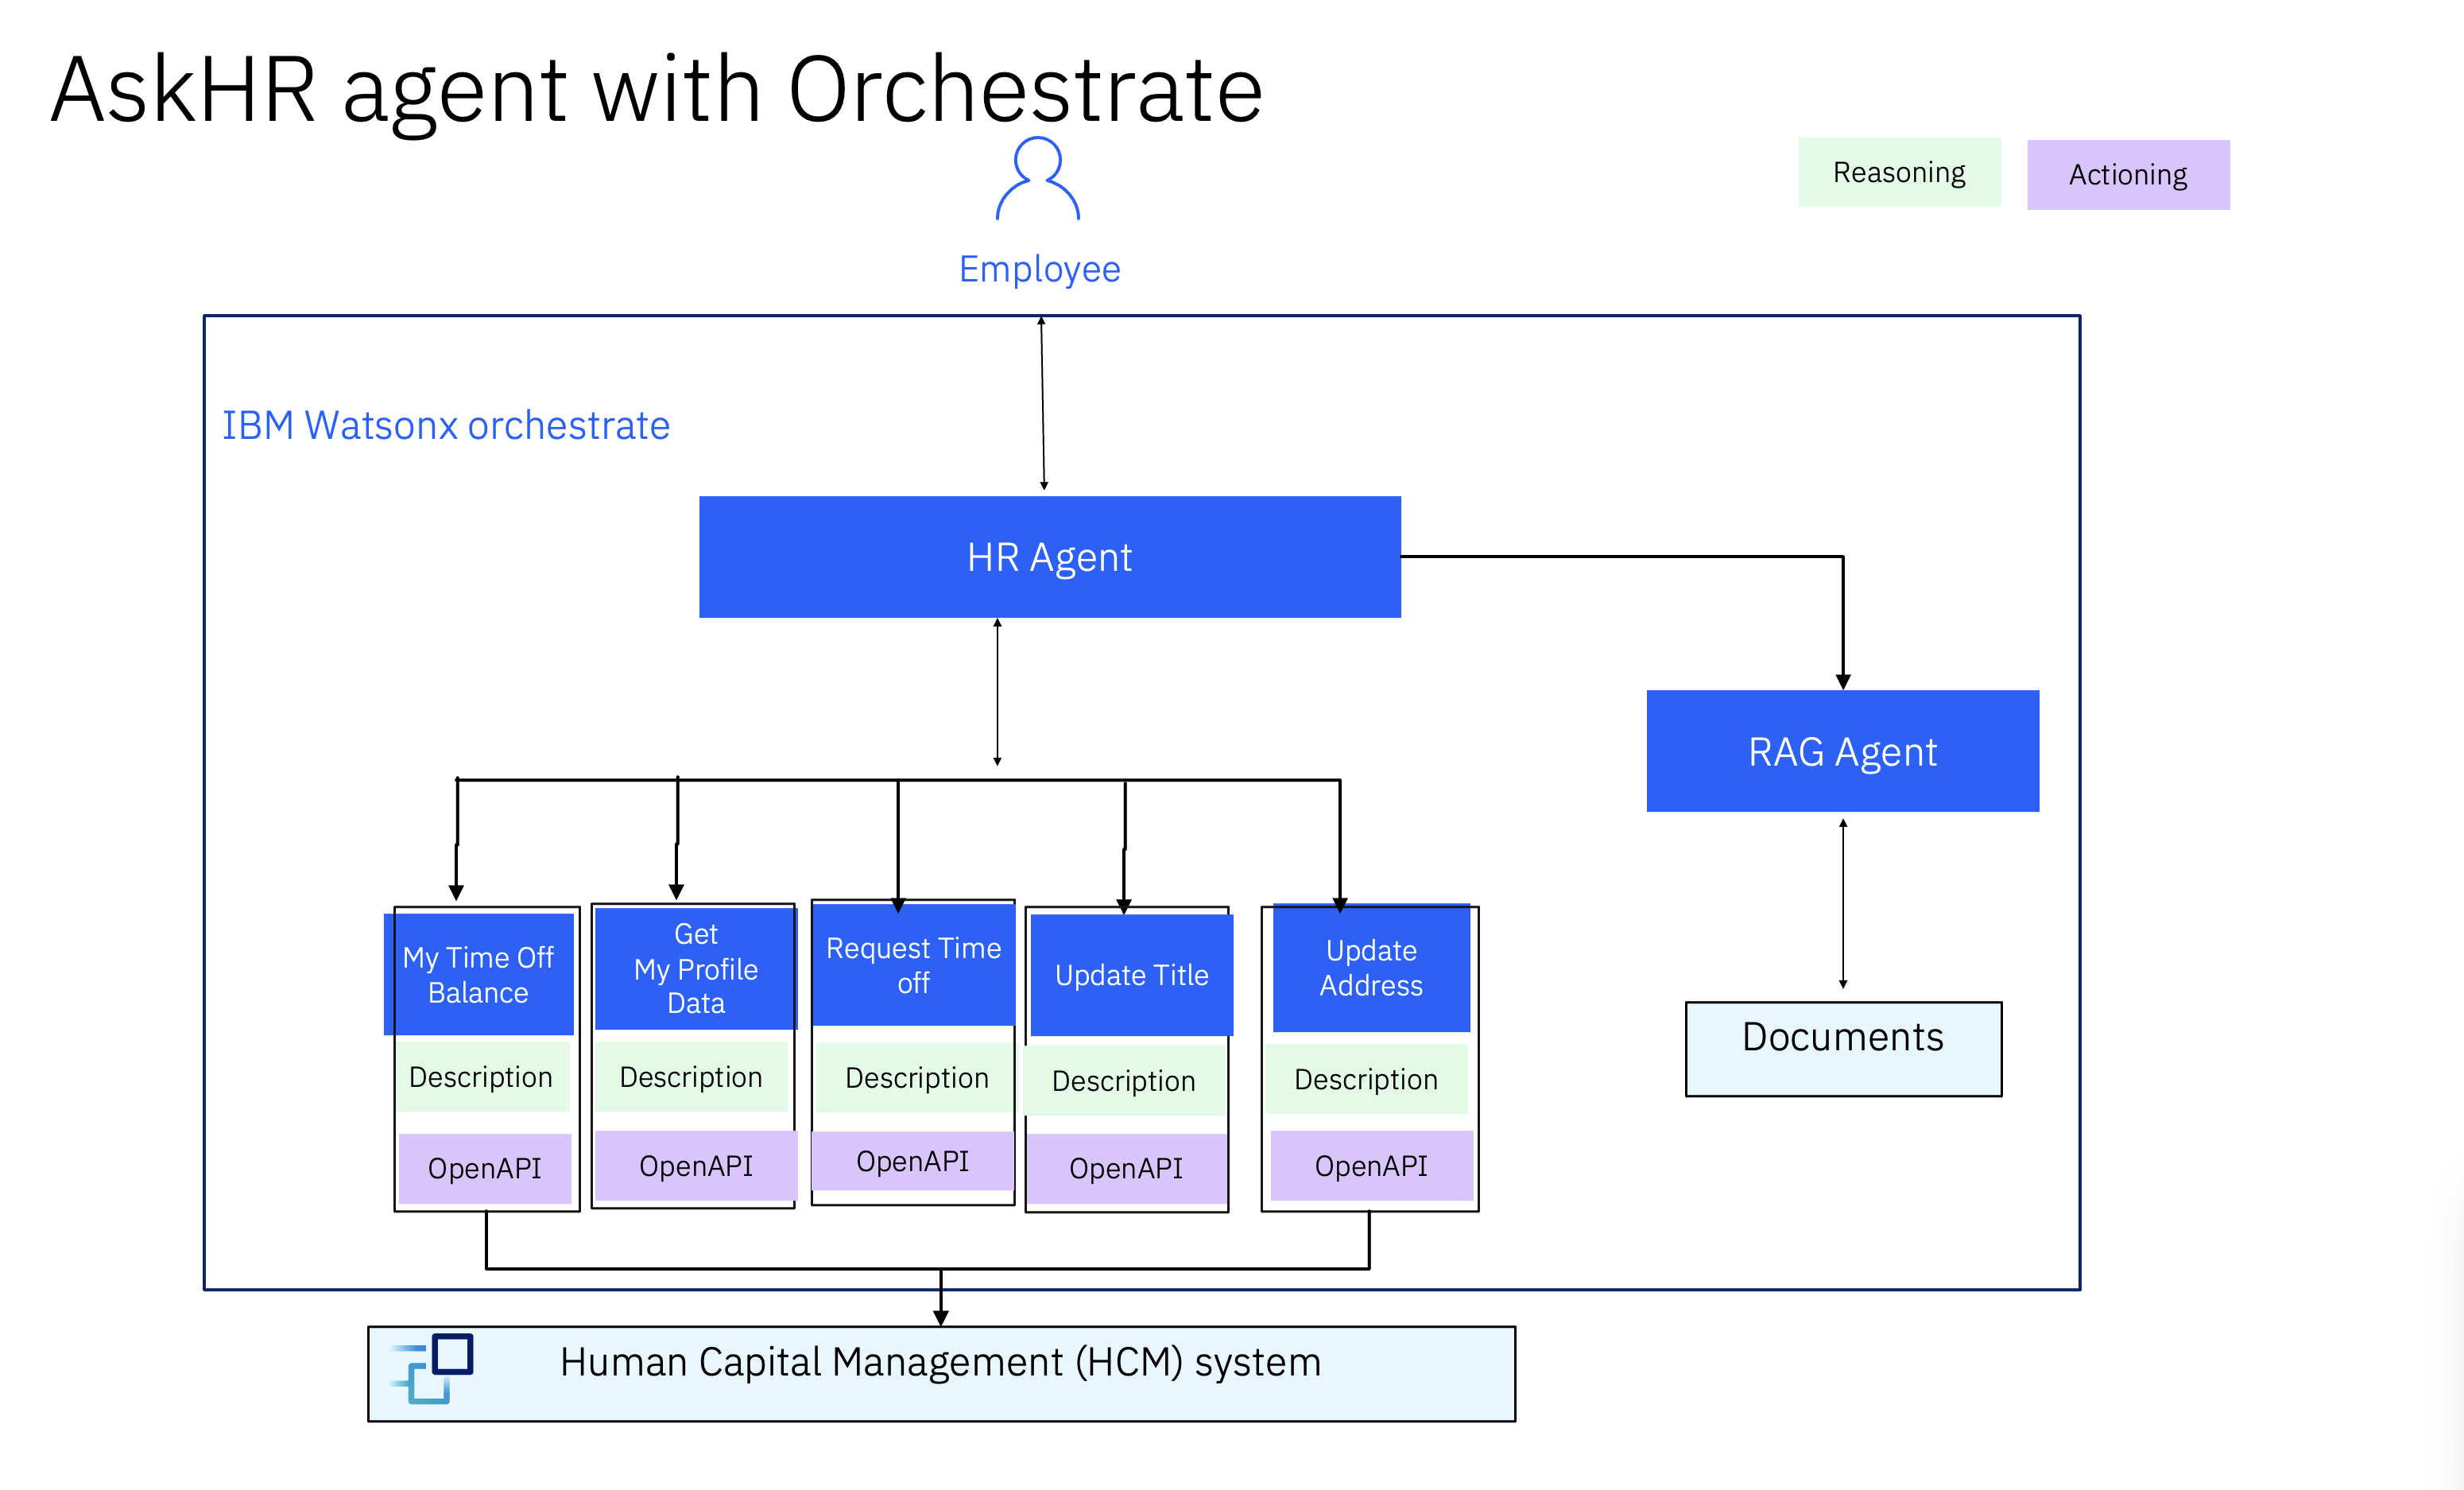 AskHR agent with Orchestrate
Reasoning
Actioning
Employee
IBM Watsonx orchestrate
HR Agent
RAG Agent
My Time Off
Balance
Get
My Profile
Data
Request Time
off
Update Title
Update
Address
Description
Description
Description
Description
Description
OpenAPI
OpenAPI
OpenAPI
OpenAPI
OpenAPI
Documents
Human Capital Management (HCM) system